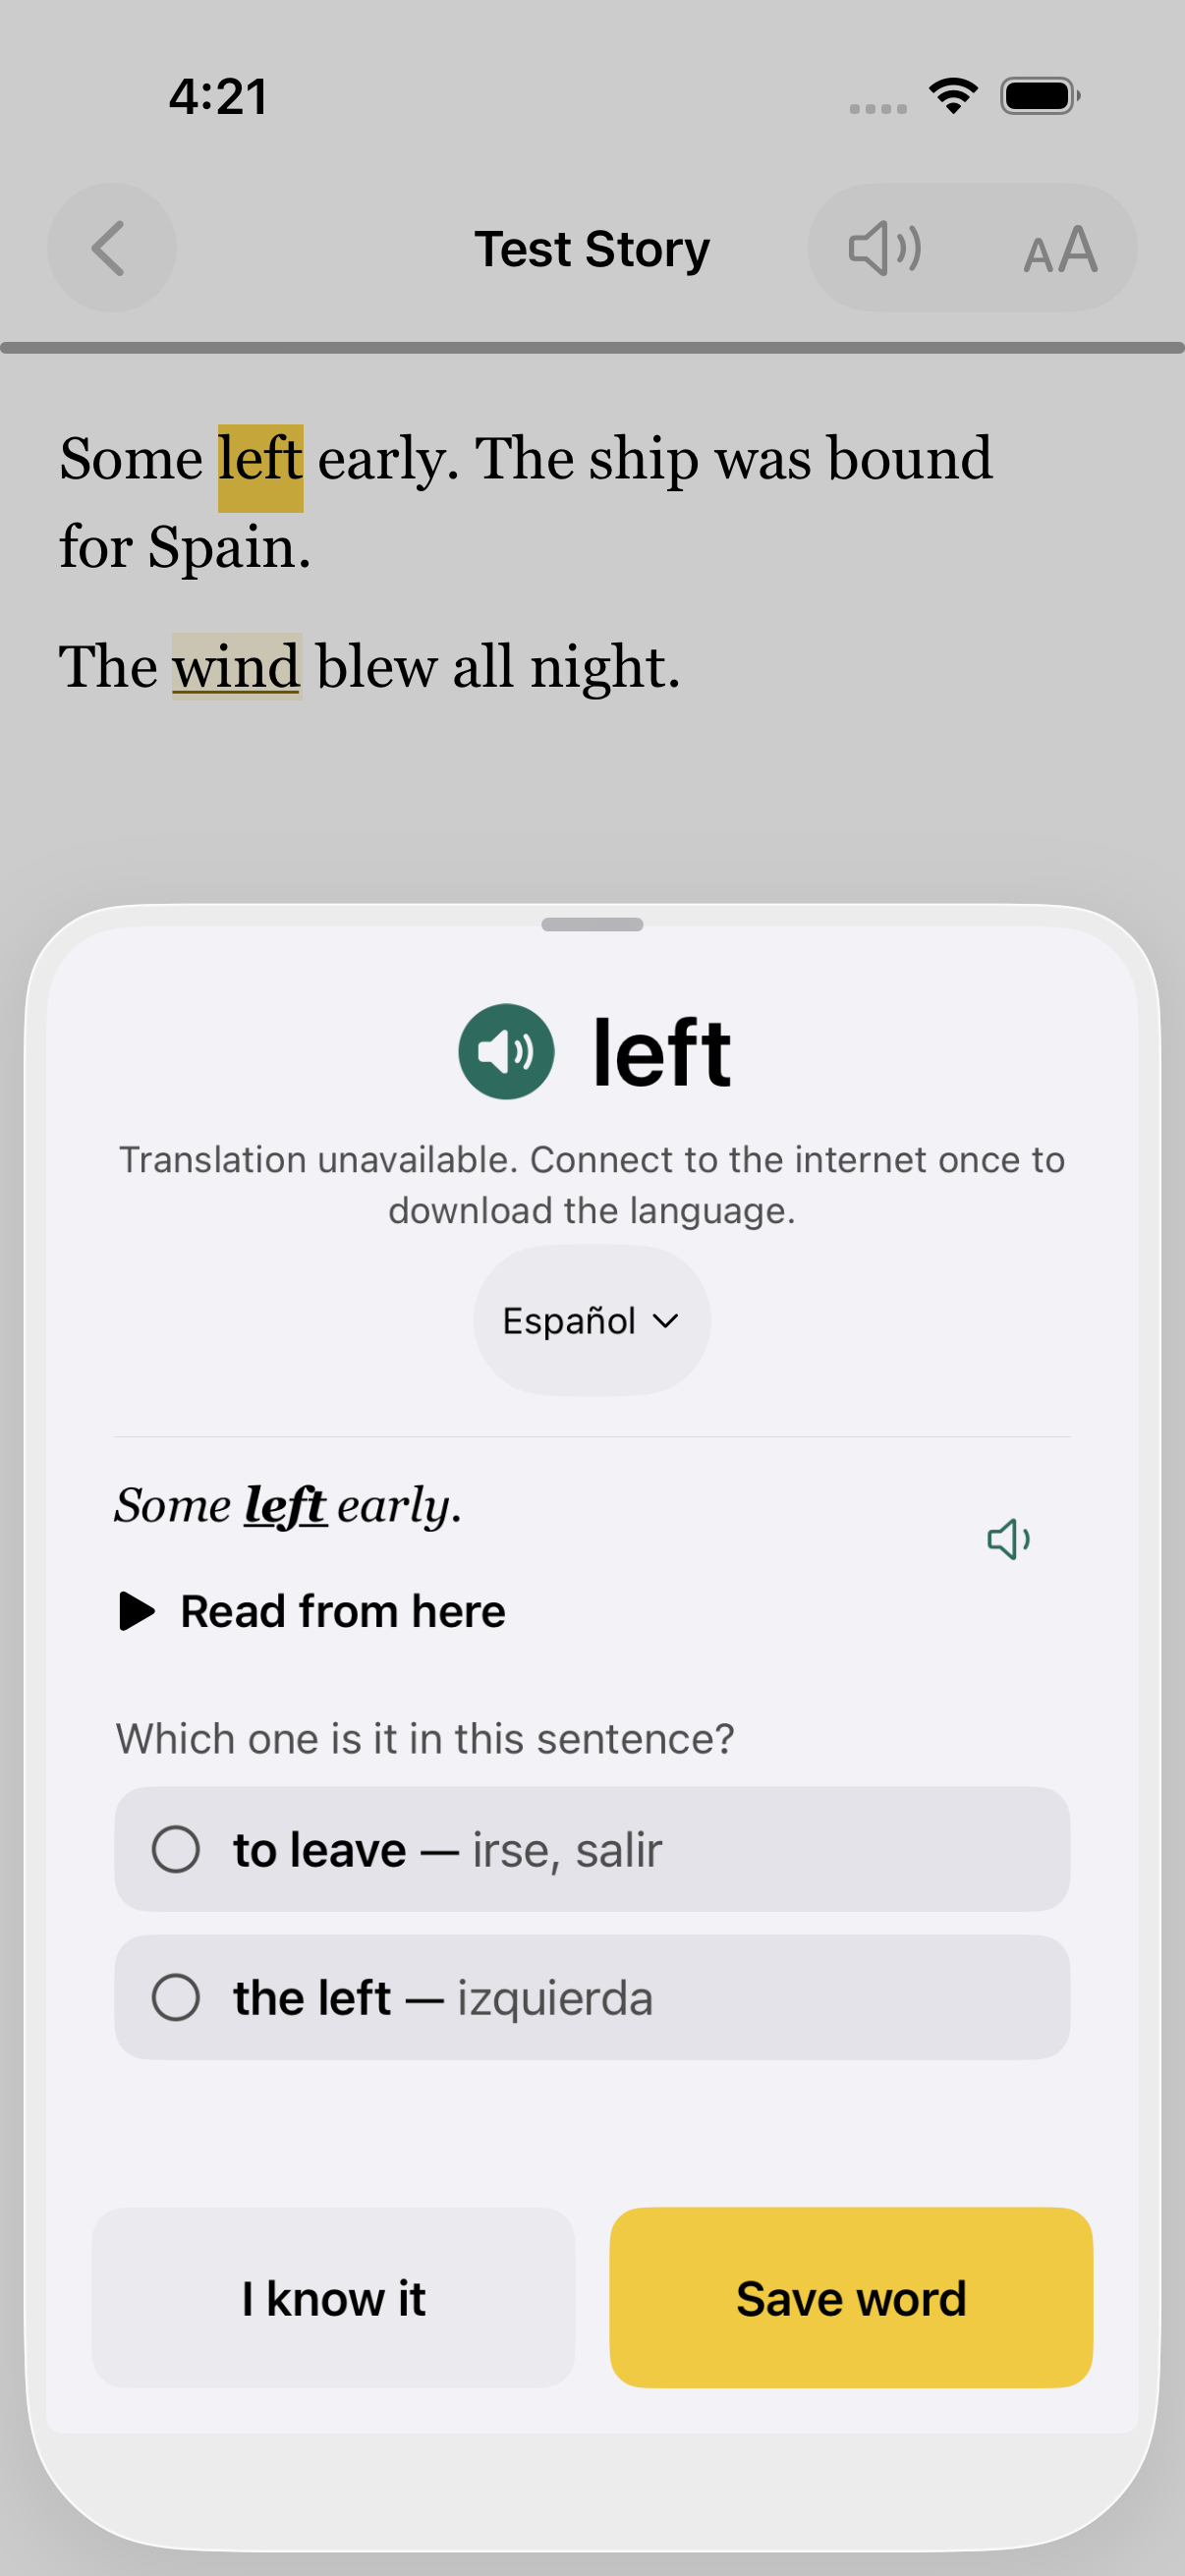 4:21
Test Story
AA
Some left early. The ship was bound
for Spain.
The wind blew all night.
left
Translation unavailable. Connect to the internet once to
download the language.
Español
Some left early.
Read from here
Which one is it in this sentence?
to leave — irse, salir
the left — izquierda
I know it
Save word